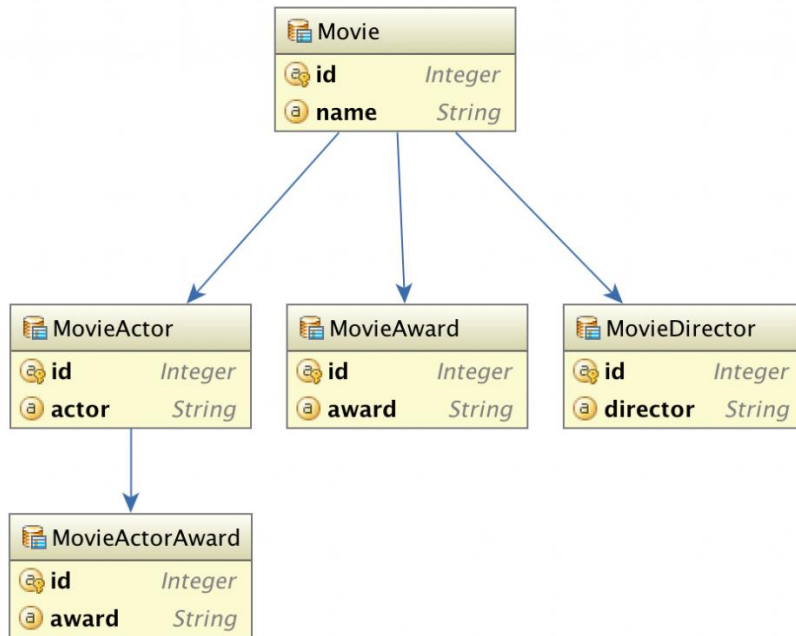 Movie
id Integer
name String
MovieActor
id Integer
actor String
MovieAward
id Integer
award String
MovieDirector
id Integer
director String
MovieActorAward
id Integer
award String